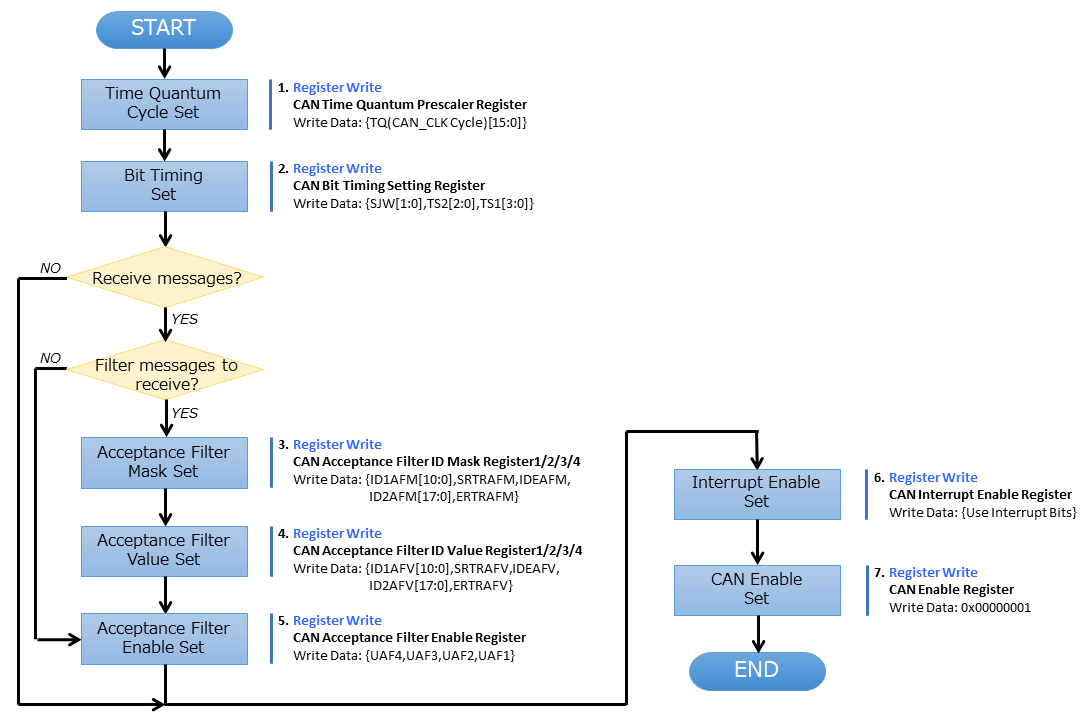 START
Time Quantum
Cycle Set
1. Register Write
CAN Time Quantum Prescaler Register
Write Data: {TQ(CAN_CLK Cycle)[15:0]}
Bit Timing
Set
2. Register Write
CAN Bit Timing Setting Register
Write Data: {SJW[1:0],TS2[2:0],TS1[3:0]}
NO
Receive messages?
YES
NO
Filter messages to
receive?
YES
Acceptance Filter
Mask Set
3. Register Write
CAN Acceptance Filter ID Mask Register1/2/3/4
Write Data: {ID1AFM[10:0],SRTRAFM,IDEAFM,
ID2AFM[17:0],ERTRAFM}
Acceptance Filter
Value Set
4. Register Write
CAN Acceptance Filter ID Value Register1/2/3/4
Write Data: {ID1AFV[10:0],SRTRAFV,IDEAFV,
ID2AFV[17:0],ERTRAFV}
Acceptance Filter
Enable Set
5. Register Write
CAN Acceptance Filter Enable Register
Write Data: {UAF4,UAF3,UAF2,UAF1}
Interrupt Enable
Set
6. Register Write
CAN Interrupt Enable Register
Write Data: {Use Interrupt Bits}
CAN Enable
Set
7. Register Write
CAN Enable Register
Write Data: 0x00000001
END